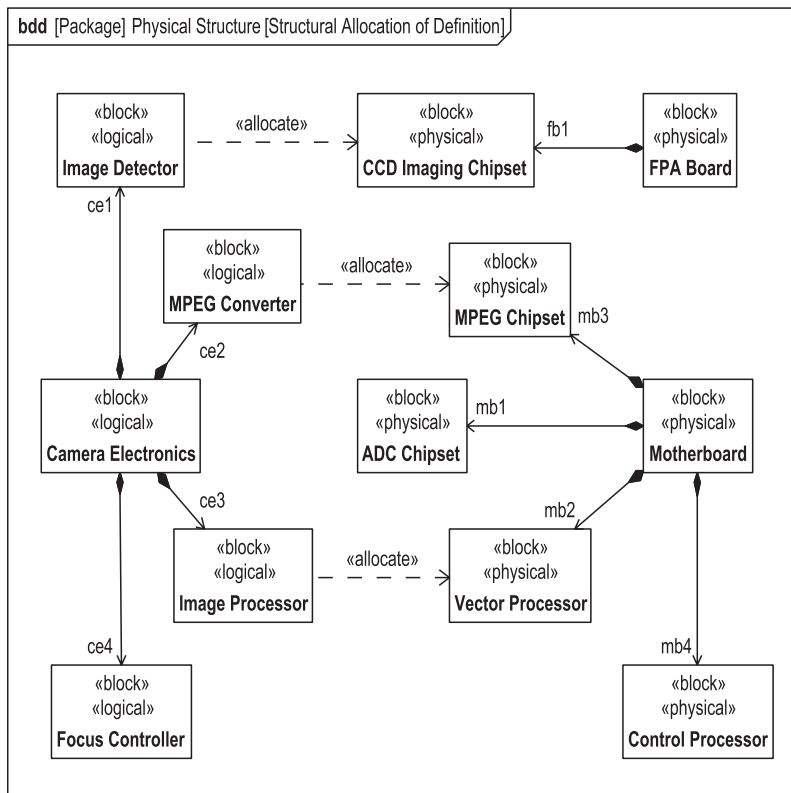 bdd [Package] Physical Structure [Structural Allocation of Definition]
«block»
«logical»
Image Detector
«allocate»
«block»
«physical»
CCD Imaging Chipset
fb1
«block»
«physical»
FPA Board
ce1
«block»
«logical»
MPEG Converter
«allocate»
«block»
«physical»
MPEG Chipset
ce2
mb3
«block»
«logical»
Camera Electronics
«block»
«physical»
ADC Chipset
mb1
«block»
«physical»
Motherboard
ce3
mb2
«block»
«logical»
Image Processor
«allocate»
«block»
«physical»
Vector Processor
ce4
mb4
«block»
«logical»
Focus Controller
«block»
«physical»
Control Processor